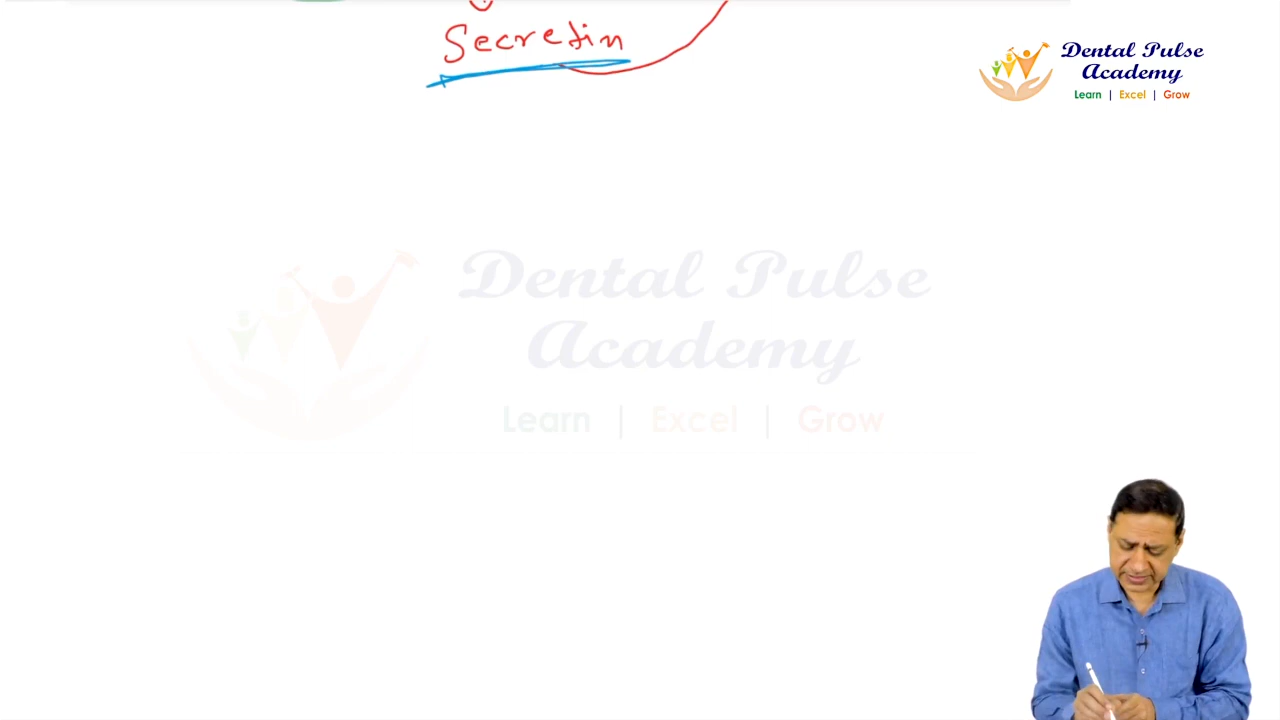 Secretin
Dental Pulse
Academy
Learn | Excel | Grow
Dental Pulse
Academy
Learn | Excel | Grow